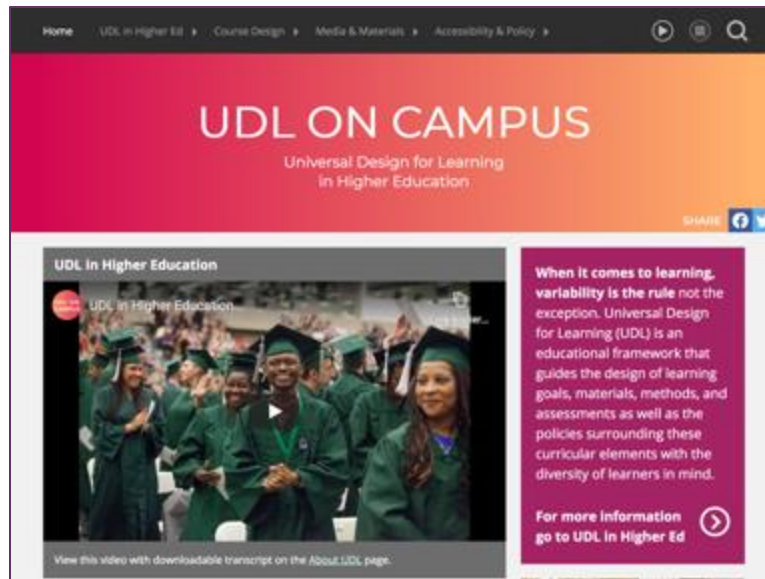 Home UDL in Higher Ed Course Design Media & Materials Accessibility & Policy
UDL ON CAMPUS
Universal Design for Learning
in Higher Education
SHARE
UDL in Higher Education
UDL ON
CAMPUS
UDL in Higher Education
View this video with downloadable transcript on the About UDL page.
When it comes to learning,
variability is the rule not the
exception. Universal Design
for Learning (UDL) is an
educational framework that
guides the design of learning
goals, materials, methods, and
assessments as well as the
policies surrounding these
curricular elements with the
diversity of learners in mind.
For more information
go to UDL in Higher Ed